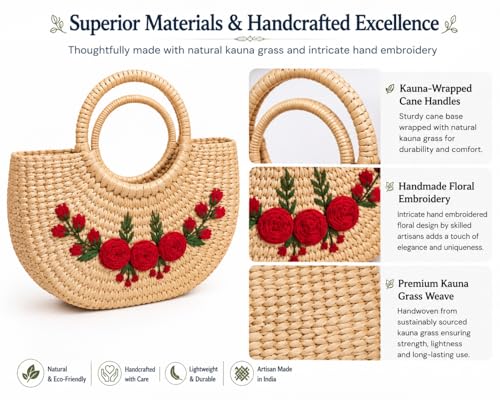 Superior Materials & Handcrafted Excellence
Thoughtfully made with natural kauna grass and intricate hand embroidery
Kauna-Wrapped
Cane Handles
Sturdy cane base
wrapped with natural
kauna grass for
durability and comfort.
Handmade Floral
Embroidery
Intricate hand embroidered
floral design by skilled
artisans adds a touch of
elegance and uniqueness.
Premium Kauna
Grass Weave
Handwoven from
sustainably sourced
kauna grass ensuring
strength, lightness
and long-lasting use.
Natural
& Eco-Friendly
Handcrafted
with Care
Lightweight
& Durable
Artisan Made
in India